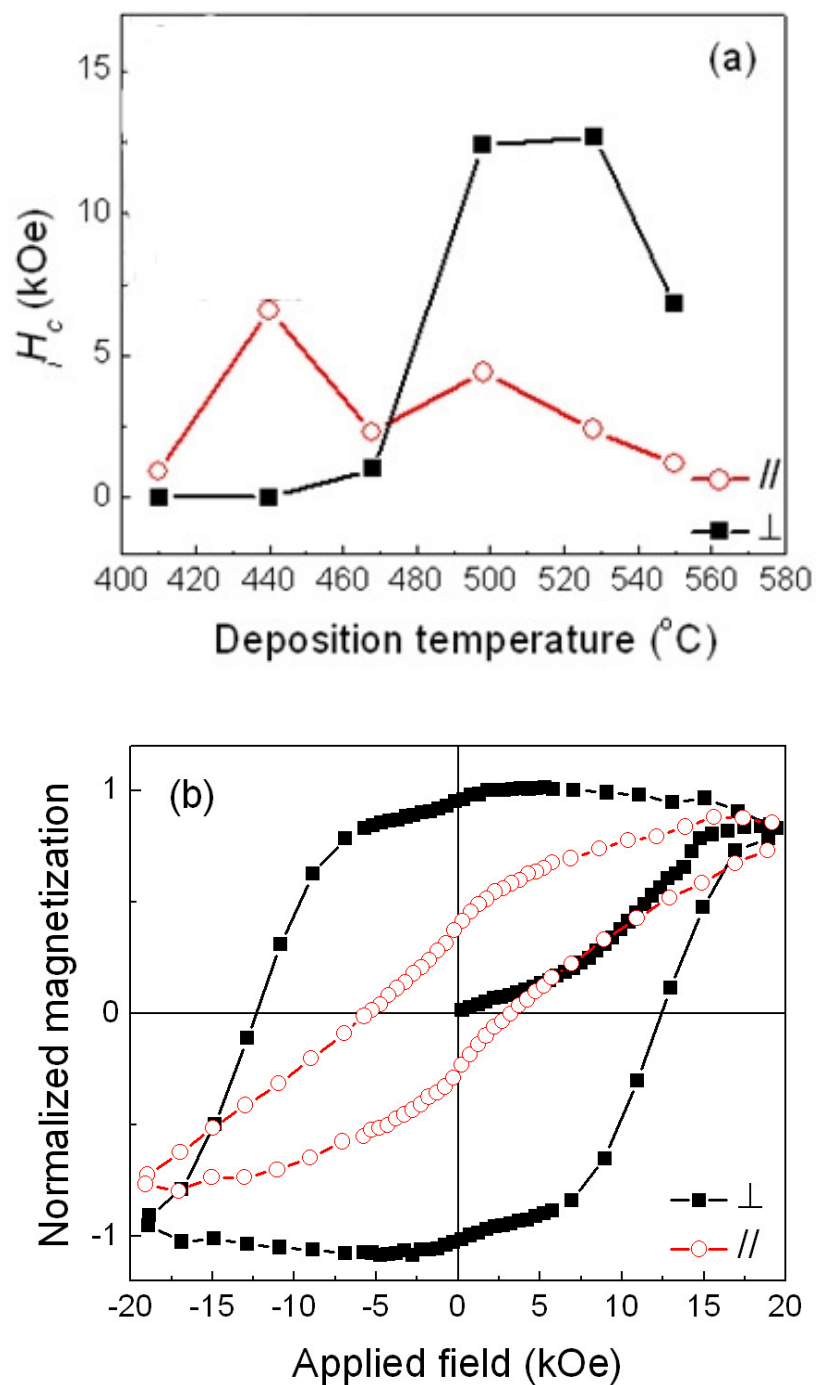 (a)
15
10
5
0
H_c (kOe)
//
⊥
400 420 440 460 480 500 520 540 560 580
Deposition temperature (°C)
(b)
1
0
-1
Normalized magnetization
⊥
//
-20 -15 -10 -5 0 5 10 15 20
Applied field (kOe)